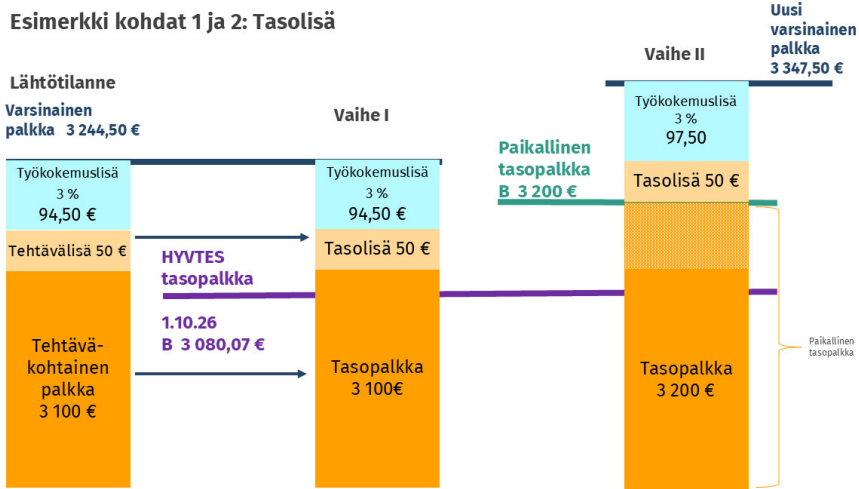 Esimerkki kohdat 1 ja 2: Tasolisä
Lähtötilanne
Varsinainen
palkka 3 244,50 €
Työkokemuslisä
3 %
94,50 €
Tehtävälisä 50 €
Tehtävä-
kohtainen
palkka
3 100 €
HYVTES
tasopalkka
1.10.26
B 3 080,07 €
Vaihe I
Työkokemuslisä
3 %
94,50 €
Tasolisä 50 €
Tasopalkka
3 100€
Paikallinen
tasopalkka
B 3 200 €
Vaihe II
Työkokemuslisä
3 %
97,50
Tasolisä 50 €
Tasopalkka
3 200 €
Uusi
varsinainen
palkka
3 347,50 €
Paikallinen
tasopalkka